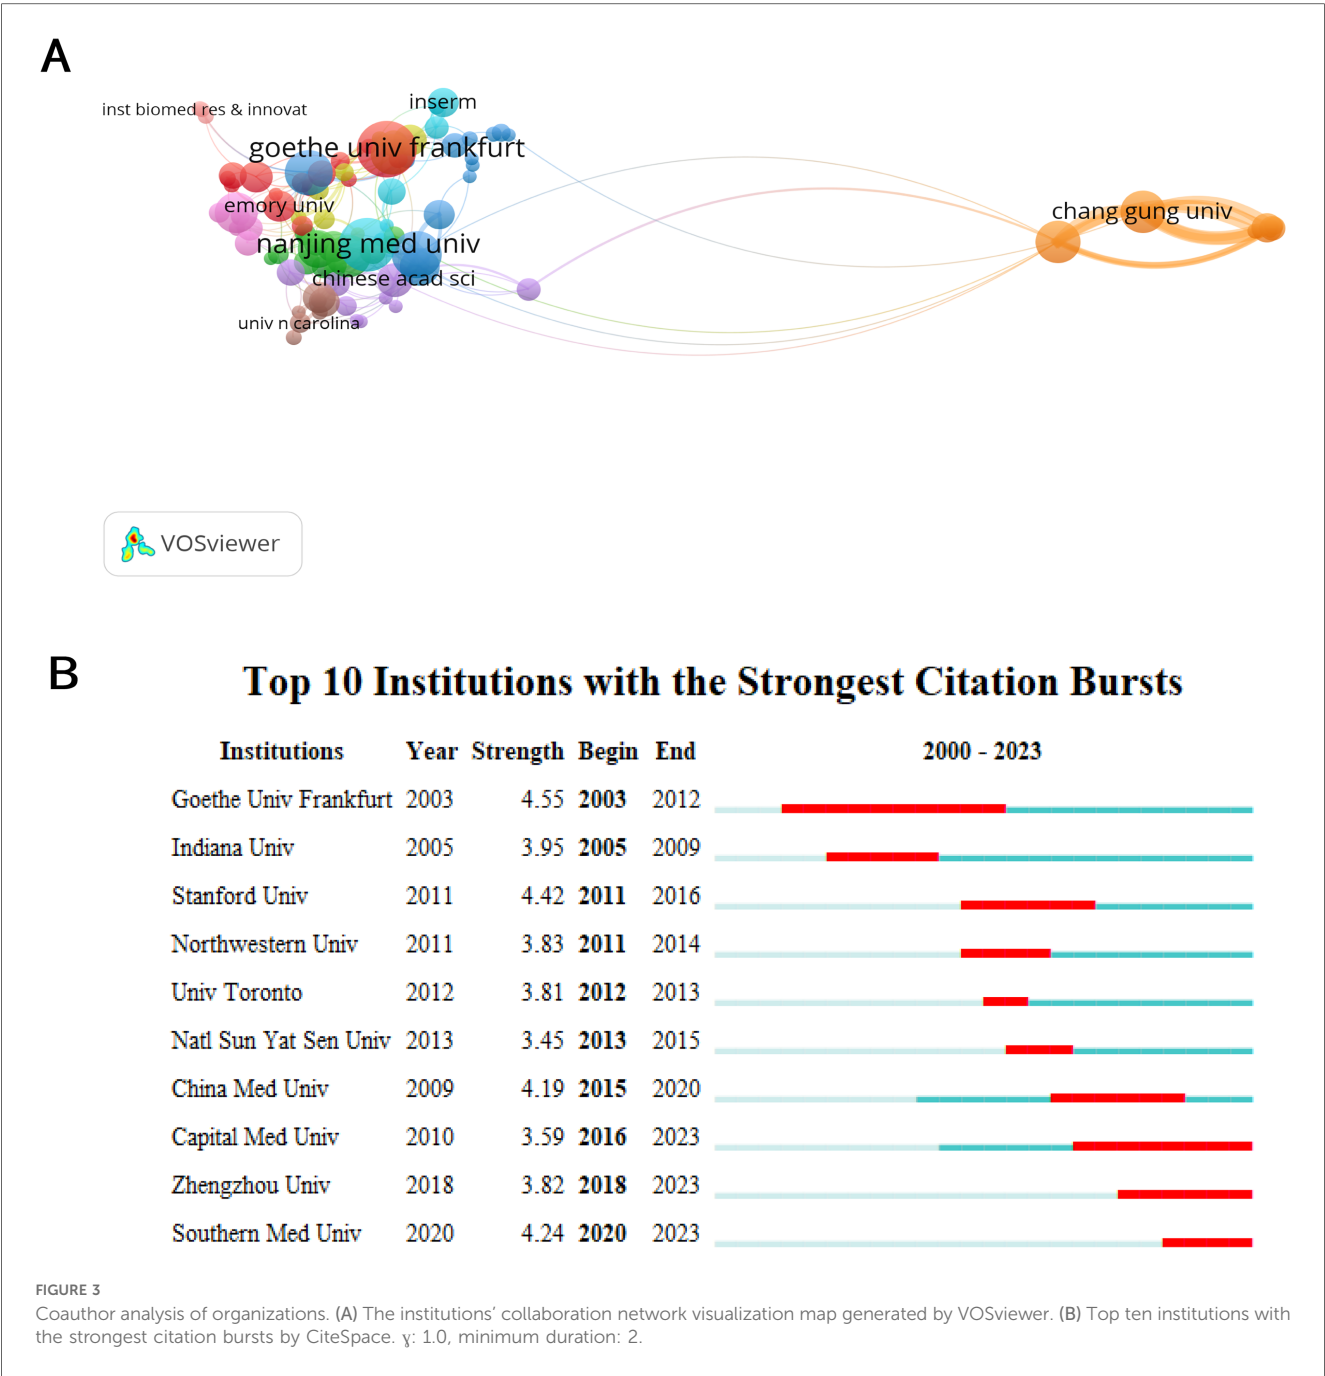 A
inst biomed res & innovat
inserm
goethe univ frankfurt
emory univ
chang gung univ
nanjing med univ
chinese acad sci
univ n carolina
VOSviewer
B
Top 10 Institutions with the Strongest Citation Bursts
Institutions Year Strength Begin End 2000 - 2023
Goethe Univ Frankfurt 2003 4.55 2003 2012
Indiana Univ 2005 3.95 2005 2009
Stanford Univ 2011 4.42 2011 2016
Northwestern Univ 2011 3.83 2011 2014
Univ Toronto 2012 3.81 2012 2013
Natl Sun Yat Sen Univ 2013 3.45 2013 2015
China Med Univ 2009 4.19 2015 2020
Capital Med Univ 2010 3.59 2016 2023
Zhengzhou Univ 2018 3.82 2018 2023
Southern Med Univ 2020 4.24 2020 2023
FIGURE 3
Coauthor analysis of organizations. (A) The institutions’ collaboration network visualization map generated by VOSviewer. (B) Top ten institutions with
the strongest citation bursts by CiteSpace. ɣ: 1.0, minimum duration: 2.